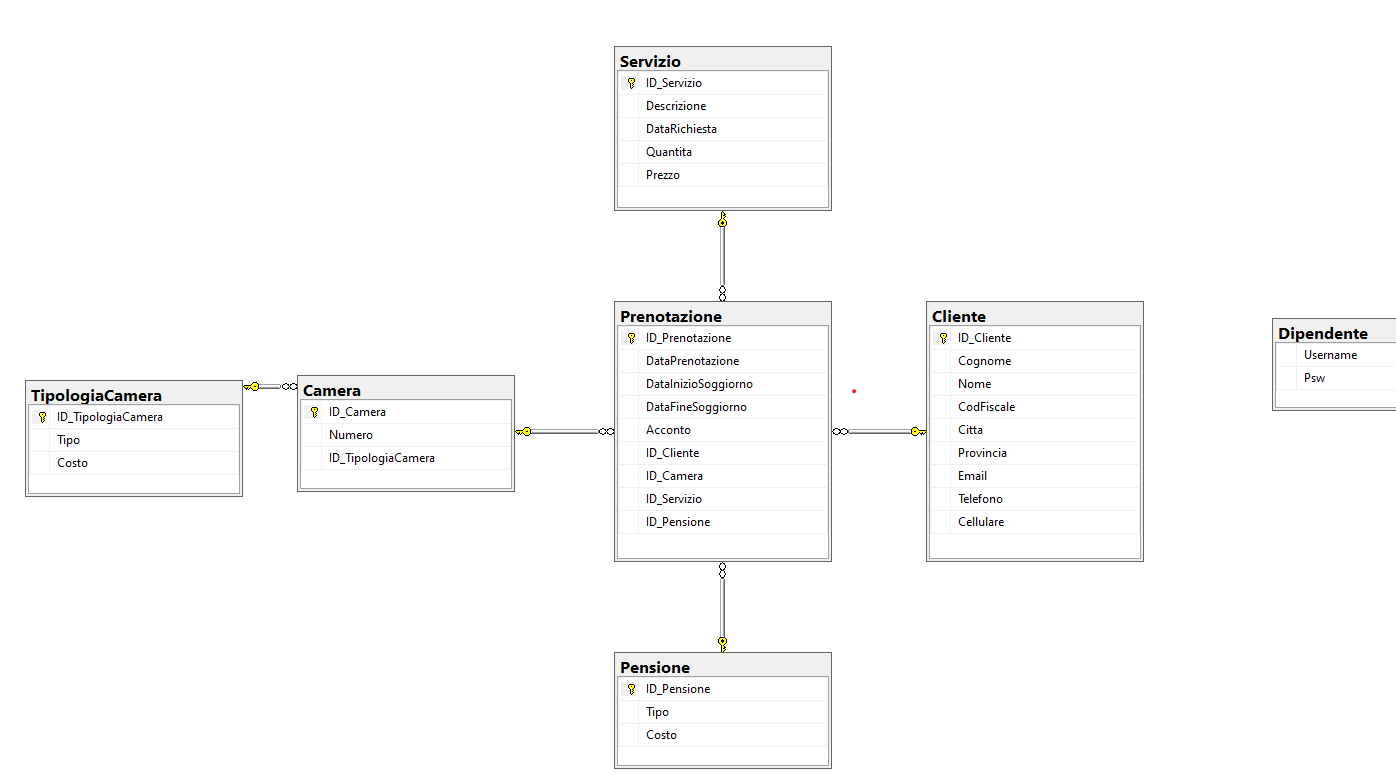 Servizio
ID_Servizio
Descrizione
DataRichiesta
Quantita
Prezzo
Prenotazione
ID_Prenotazione
DataPrenotazione
DataInizioSoggiorno
DataFineSoggiorno
Acconto
ID_Cliente
ID_Camera
ID_Servizio
ID_Pensione
Cliente
ID_Cliente
Cognome
Nome
CodFiscale
Citta
Provincia
Email
Telefono
Cellulare
Dipendente
Username
Psw
TipologiaCamera
ID_TipologiaCamera
Tipo
Costo
Camera
ID_Camera
Numero
ID_TipologiaCamera
Pensione
ID_Pensione
Tipo
Costo